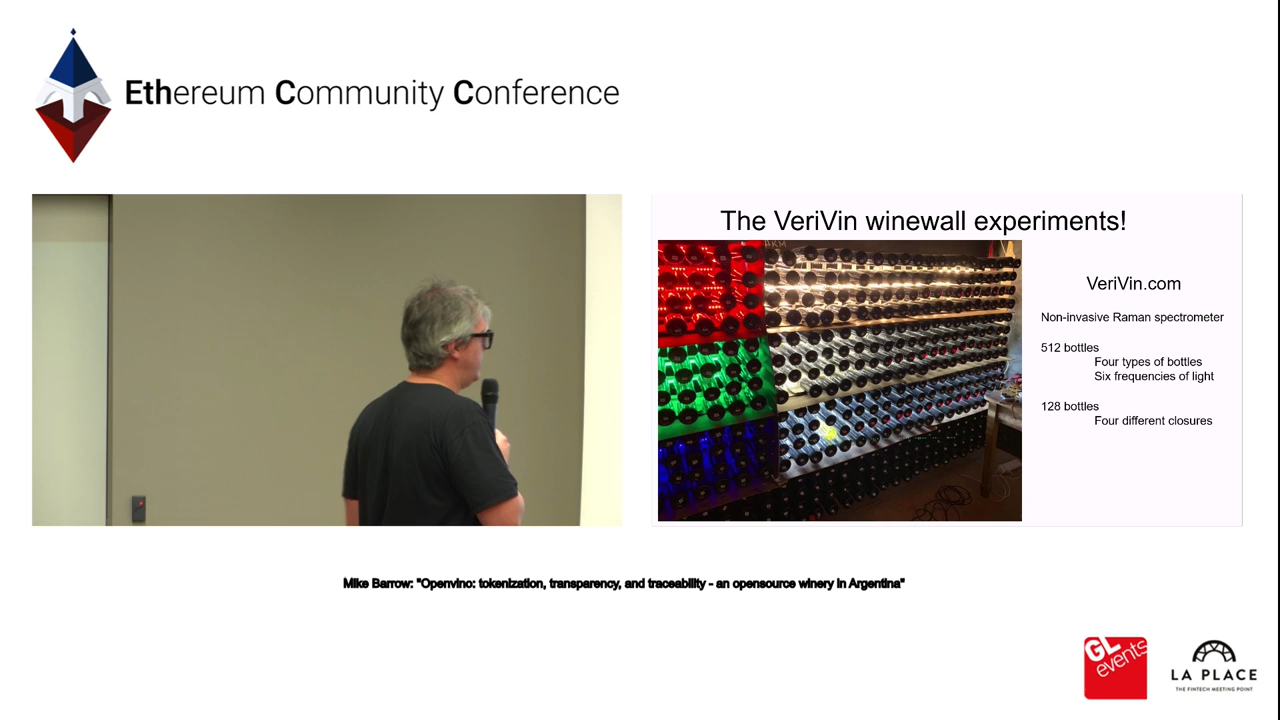 Ethereum Community Conference
The VeriVin winewall experiments!
VeriVin.com
Non-invasive Raman spectrometer
512 bottles
Four types of bottles
Six frequencies of light
128 bottles
Four different closures
Mike Barrow: "Openvino: tokenization, transparency, and traceability - an opensource winery in Argentina"
GL
events
LA PLACE
THE FINTECH MEETING POINT